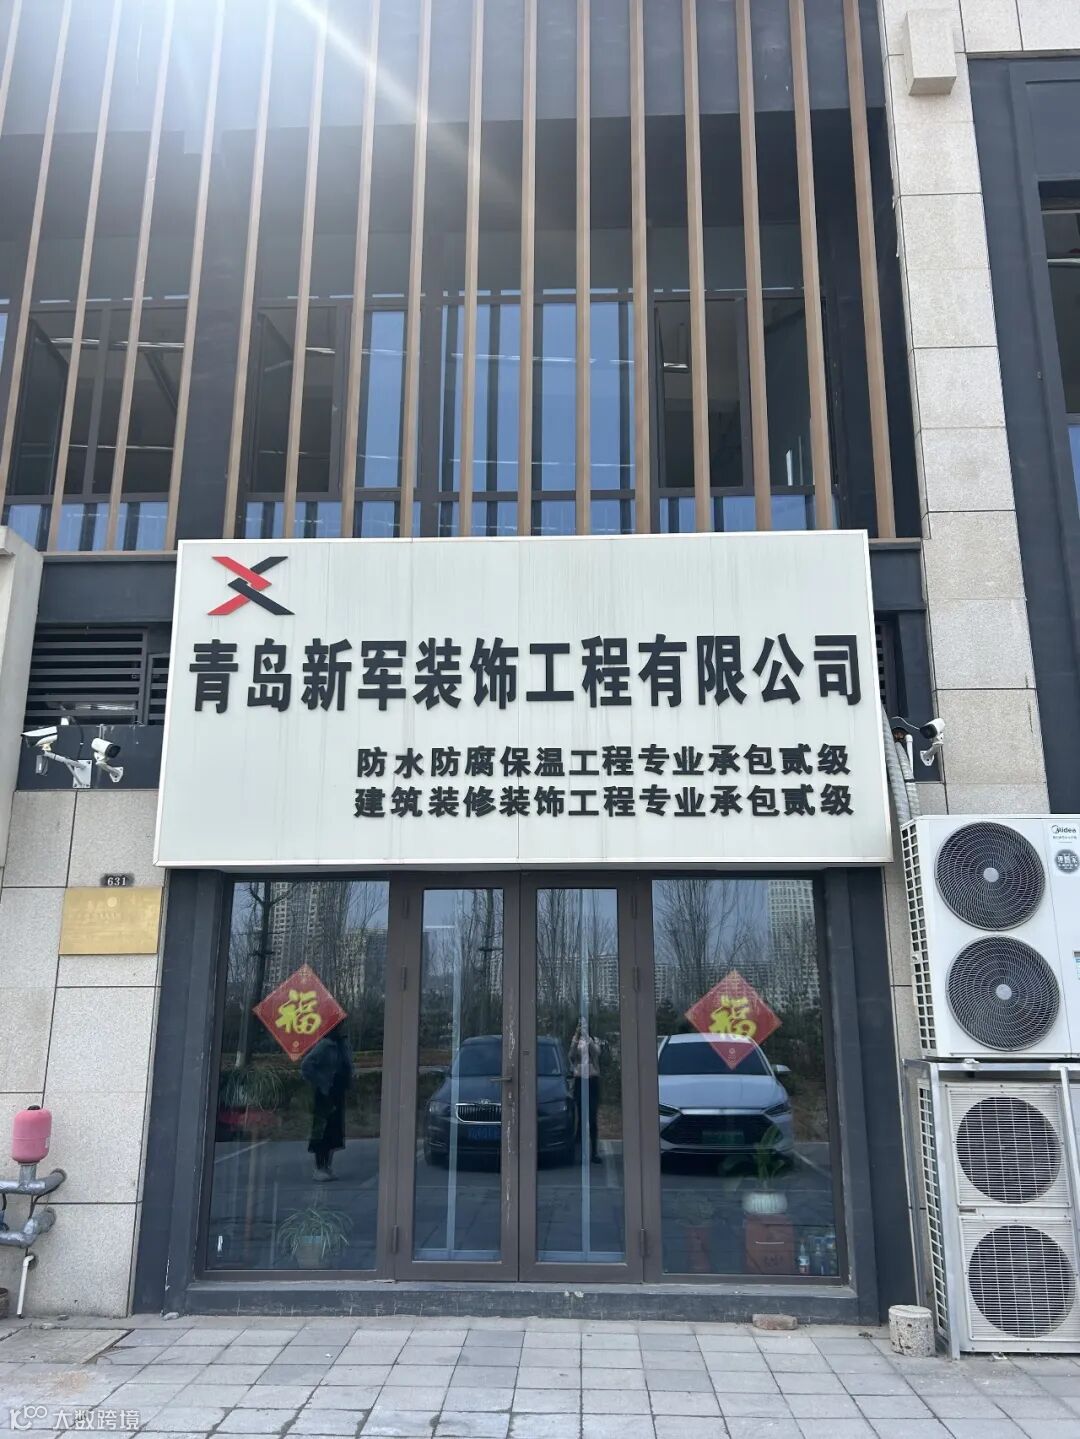 青岛新军装饰工程有限公司
防水防腐保温工程专业承包贰级
建筑装修装饰工程专业承包贰级
631
Midea
福
福
大数跨境